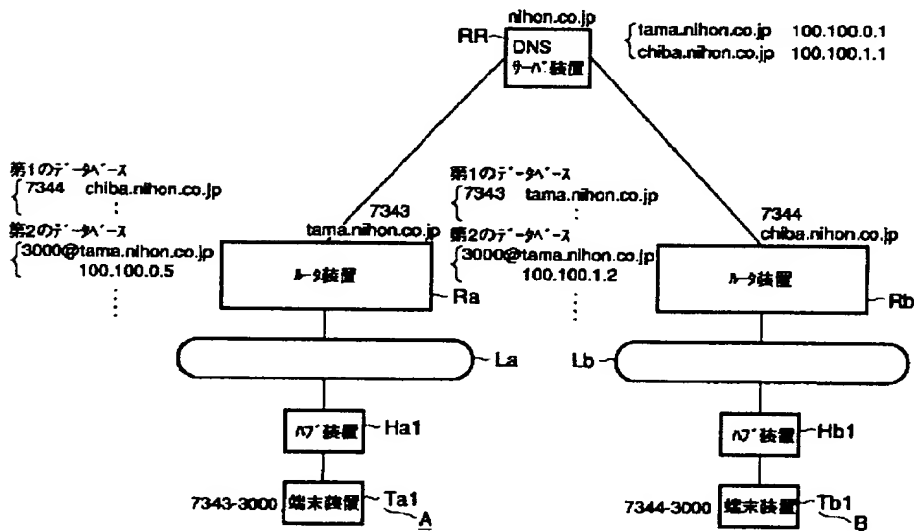 nihon.co.jp
RR
DNS
サーバ装置
tama.nihon.co.jp 100.100.0.1
chiba.nihon.co.jp 100.100.1.1
第1のデータベース
7344 chiba.nihon.co.jp
第2のデータベース
3000@tama.nihon.co.jp
100.100.0.5
7343
tama.nihon.co.jp
ルータ装置
Ra
第1のデータベース
7343 tama.nihon.co.jp
第2のデータベース
3000@tama.nihon.co.jp
100.100.1.2
7344
chiba.nihon.co.jp
ルータ装置
Rb
La
Lb
ハブ装置
Ha1
ハブ装置
Hb1
7343-3000
端末装置
Ta1
A
7344-3000
端末装置
Tb1
B